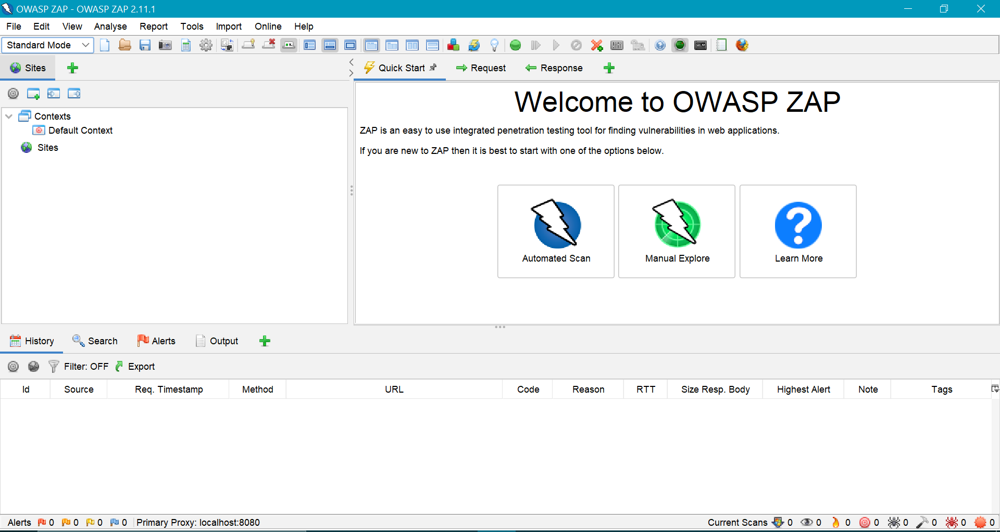 OWASP ZAP - OWASP ZAP 2.11.1
File Edit View Analyse Report Tools Import Online Help
Standard Mode
Sites
Quick Start Request Response
Contexts
Default Context
Sites
Welcome to OWASP ZAP
ZAP is an easy to use integrated penetration testing tool for finding vulnerabilities in web applications.
If you are new to ZAP then it is best to start with one of the options below.
Automated Scan Manual Explore Learn More
History Search Alerts Output
Filter: OFF Export
Id Source Req. Timestamp Method URL Code Reason RTT Size Resp. Body Highest Alert Note Tags
Alerts 0 0 0 0 Primary Proxy: localhost:8080 Current Scans 0 0 0 0 0 0 0 0